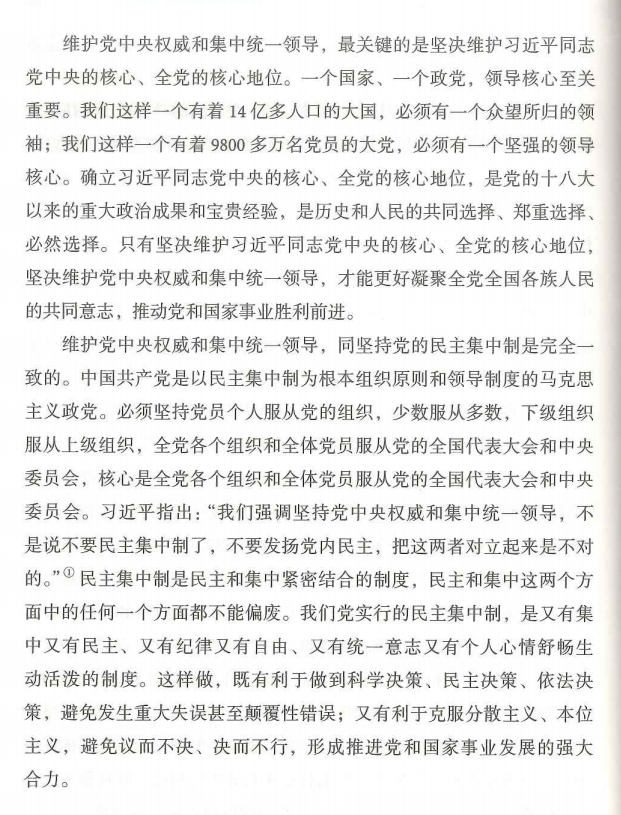 维护党中央权威和集中统一领导，最关键的是坚决维护习近平同志
党中央的核心、全党的核心地位。一个国家、一个政党，领导核心至关
重要。我们这样一个有着 14 亿多人口的大国，必须有一个众望所归的领
袖；我们这样一个有着 9800 多万名党员的大党，必须有一个坚强的领导
核心。确立习近平同志党中央的核心、全党的核心地位，是党的十八大
以来的重大政治成果和宝贵经验，是历史和人民的共同选择、郑重选择、
必然选择。只有坚决维护习近平同志党中央的核心、全党的核心地位，
坚决维护党中央权威和集中统一领导，才能更好凝聚全党全国各族人民
的共同意志，推动党和国家事业胜利前进。
维护党中央权威和集中统一领导，同坚持党的民主集中制是完全一
致的。中国共产党是以民主集中制为根本组织原则和领导制度的马克思
主义政党。必须坚持党员个人服从党的组织，少数服从多数，下级组织
服从上级组织，全党各个组织和全体党员服从党的全国代表大会和中央
委员会，核心是全党各个组织和全体党员服从党的全国代表大会和中央
委员会。习近平指出：“我们强调坚持党中央权威和集中统一领导，不
是说不要民主集中制了，不要发扬党内民主，把这两者对立起来是不对
的。”① 民主集中制是民主和集中紧密结合的制度，民主和集中这两个方
面中的任何一个方面都不能偏废。我们党实行的民主集中制，是又有集
中又有民主、又有纪律又有自由、又有统一意志又有个人心情舒畅生
动活泼的制度。这样做，既有利于做到科学决策、民主决策、依法决
策，避免发生重大失误甚至颠覆性错误；又有利于克服分散主义、本位
主义，避免议而不决、决而不行，形成推进党和国家事业发展的强大
合力。